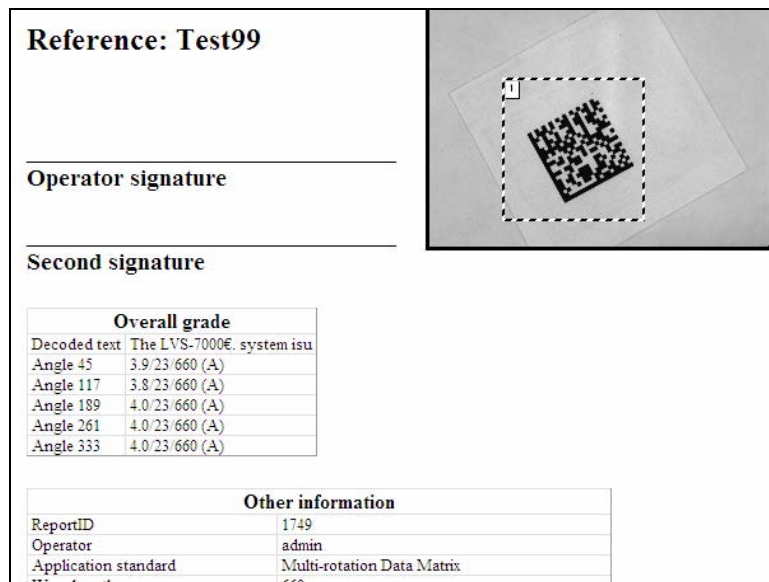 Reference: Test99
1
Operator signature
Second signature
Overall grade
Decoded text The LVS-7000€. system isu
Angle 45 3.9/23/660 (A)
Angle 117 3.8/23/660 (A)
Angle 189 4.0/23/660 (A)
Angle 261 4.0/23/660 (A)
Angle 333 4.0/23/660 (A)
Other information
ReportID 1749
Operator admin
Application standard Multi-rotation Data Matrix